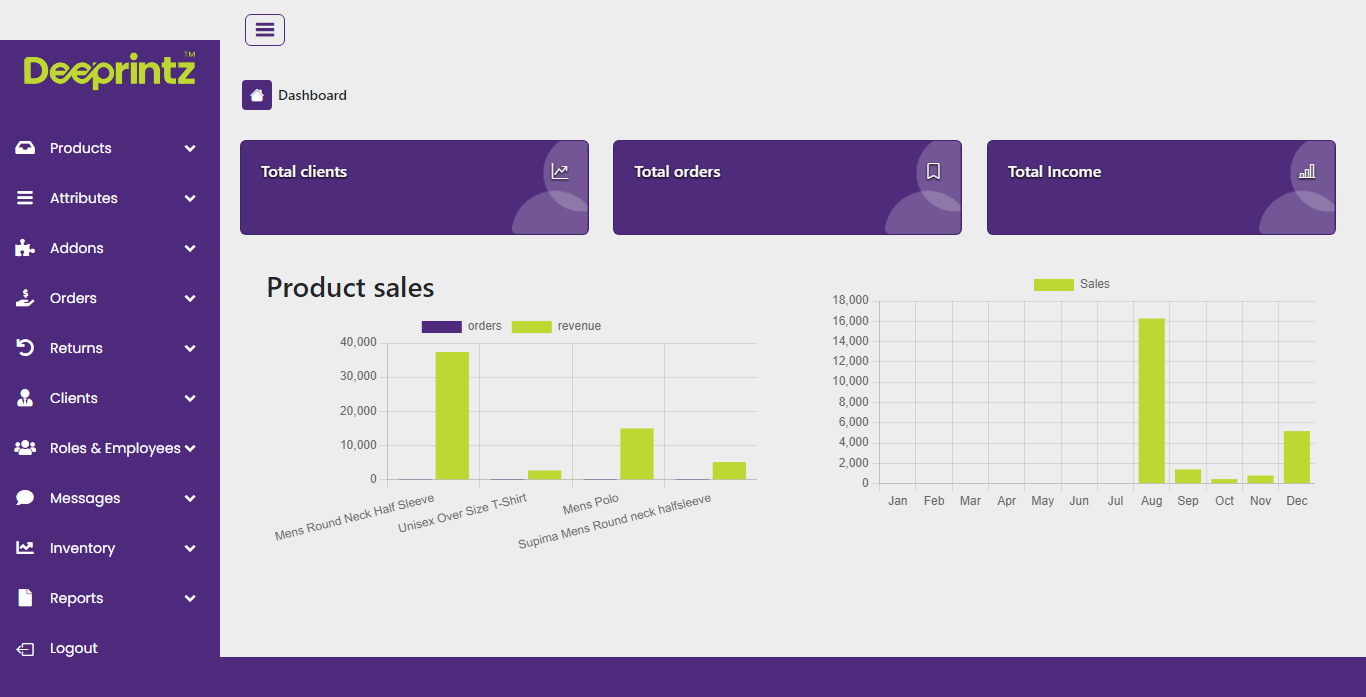 Deeprintz™
Products
Attributes
Addons
Orders
Returns
Clients
Roles & Employees
Messages
Inventory
Reports
Logout
Dashboard
Total clients
Total orders
Total Income
Product sales
orders revenue
40,000
30,000
20,000
10,000
0
Mens Round Neck Half Sleeve
Unisex Over Size T-Shirt
Mens Polo
Supima Mens Round neck halfsleeve
Sales
18,000
16,000
14,000
12,000
10,000
8,000
6,000
4,000
2,000
0
Jan Feb Mar Apr May Jun Jul Aug Sep Oct Nov Dec